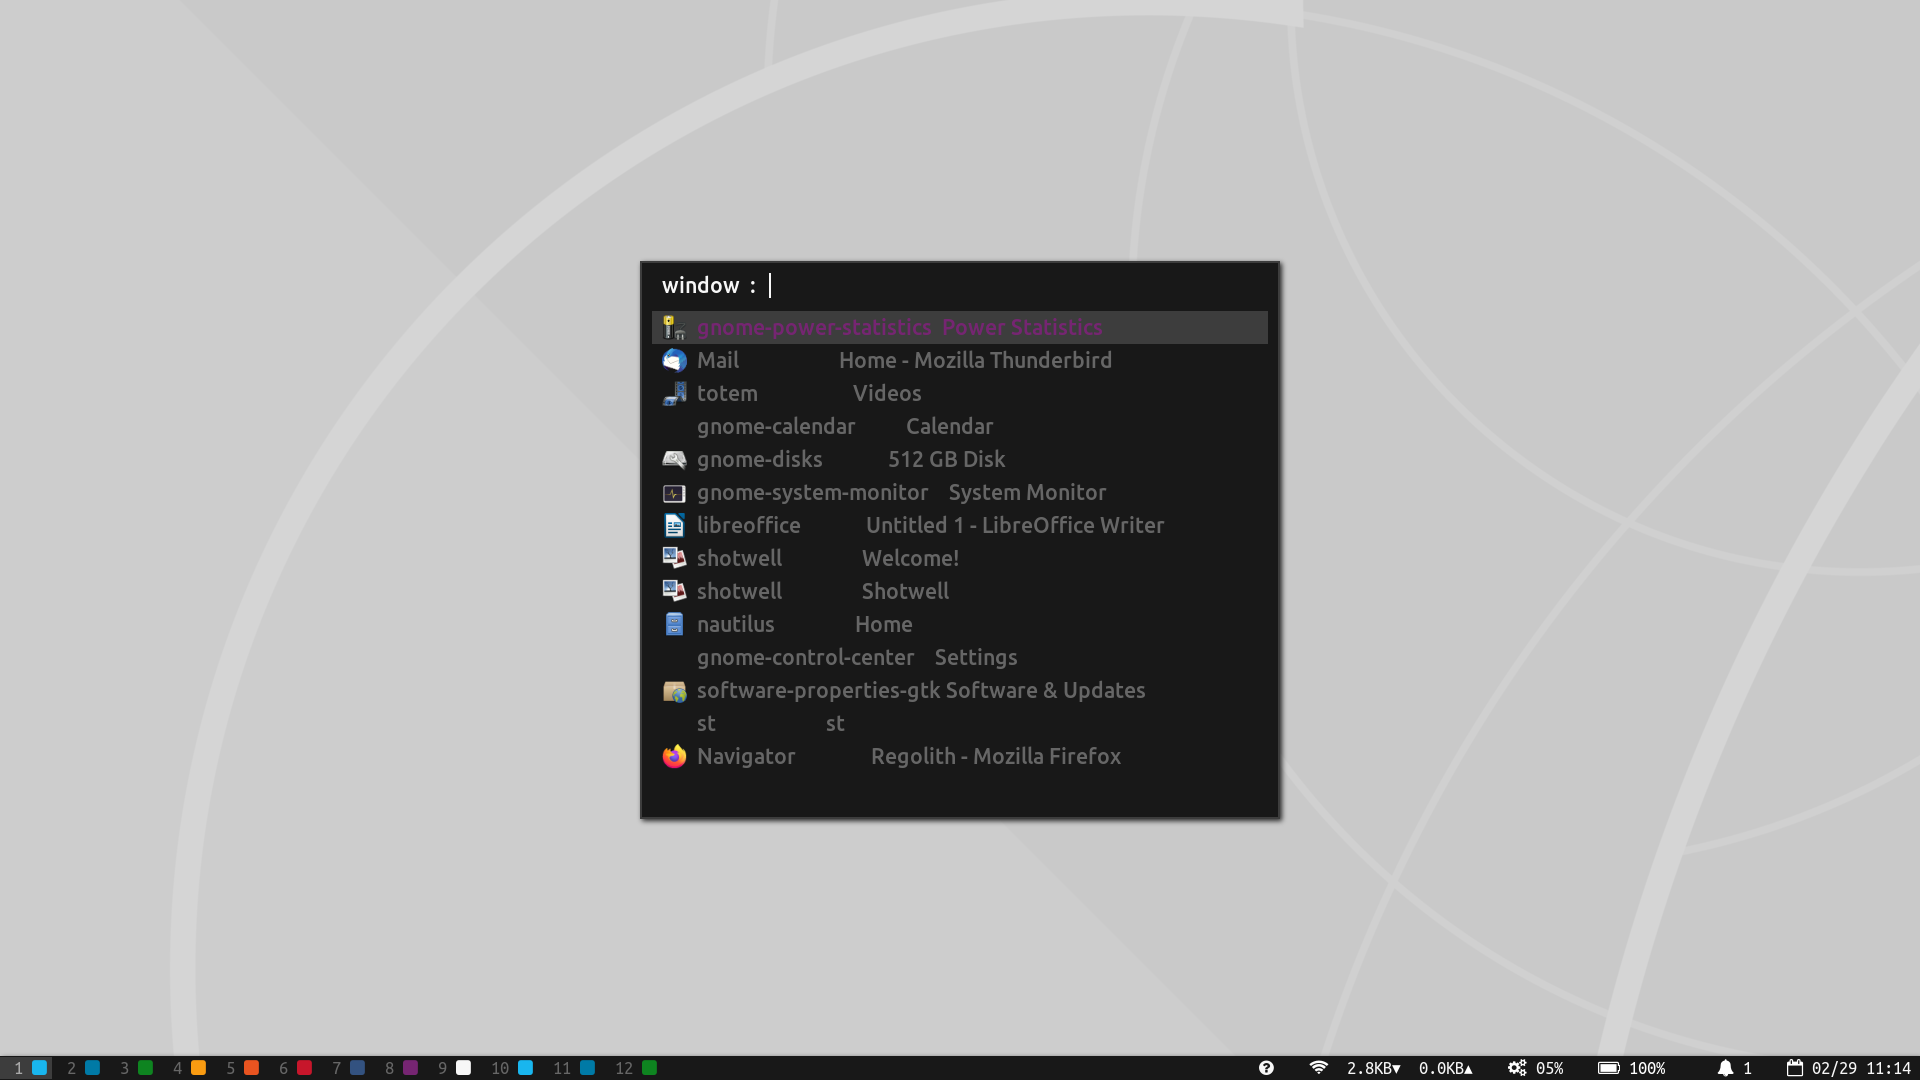 window :
gnome-power-statistics Power Statistics
Mail Home - Mozilla Thunderbird
totem Videos
gnome-calendar Calendar
gnome-disks 512 GB Disk
gnome-system-monitor System Monitor
libreoffice Untitled 1 - LibreOffice Writer
shotwell Welcome!
shotwell Shotwell
nautilus Home
gnome-control-center Settings
software-properties-gtk Software & Updates
st st
Navigator Regolith - Mozilla Firefox
1 2 3 4 5 6 7 8 9 10 11 12 2.8KB▾ 0.0KB▴ 05% 100% 1 02/29 11:14